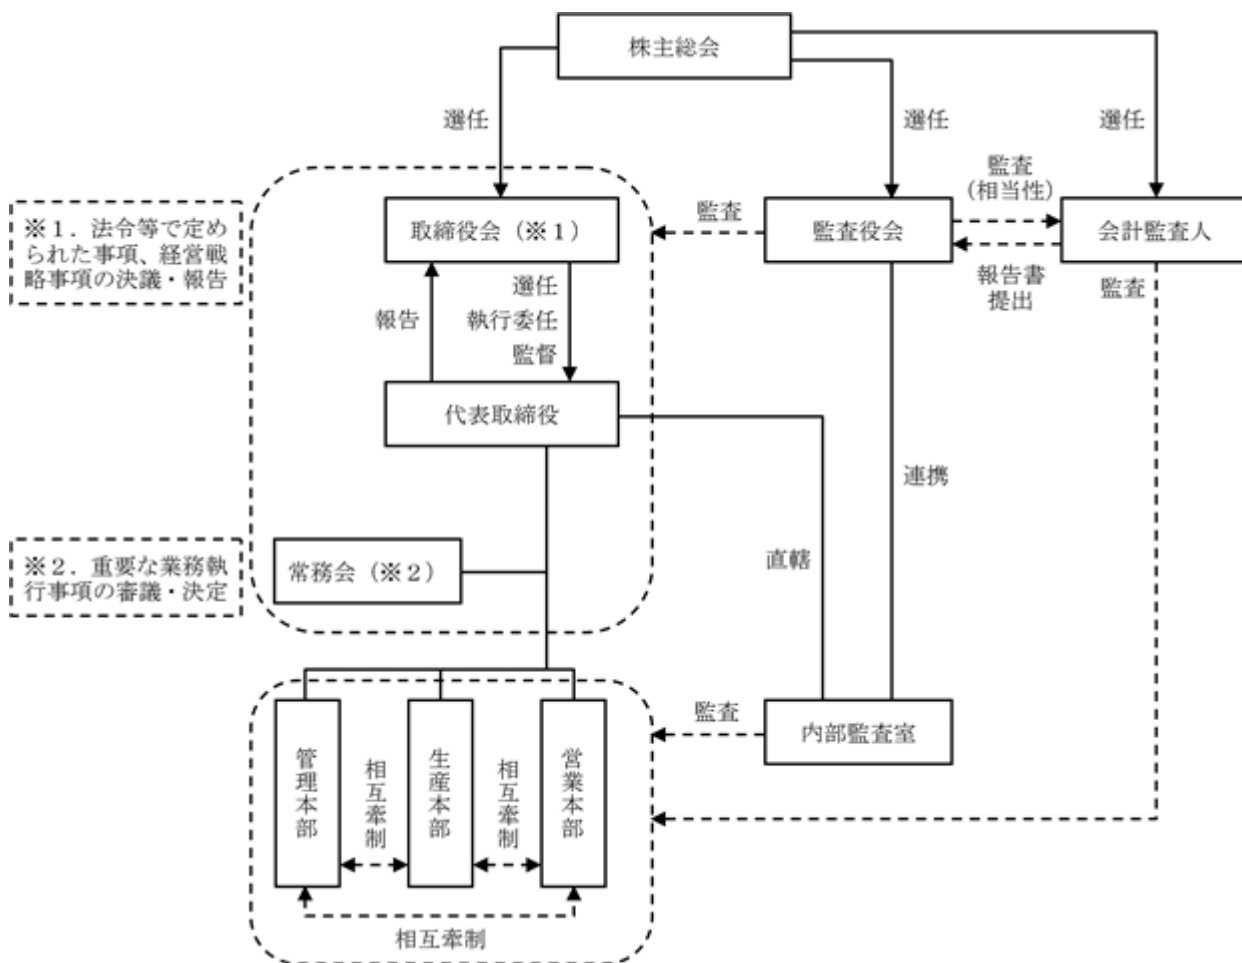 株主総会
選任
選任
選任
※1．法令等で定め
られた事項、経営戦
略事項の決議・報告
取締役会（※1）
監査
監査役会
監査
(相当性)
報告書
提出
会計監査人
監査
報告
選任
執行委任
監督
代表取締役
連携
直轄
※2．重要な業務執
行事項の審議・決定
常務会（※2）
管理本部
相互牽制
生産本部
相互牽制
営業本部
監査
内部監査室
相互牽制